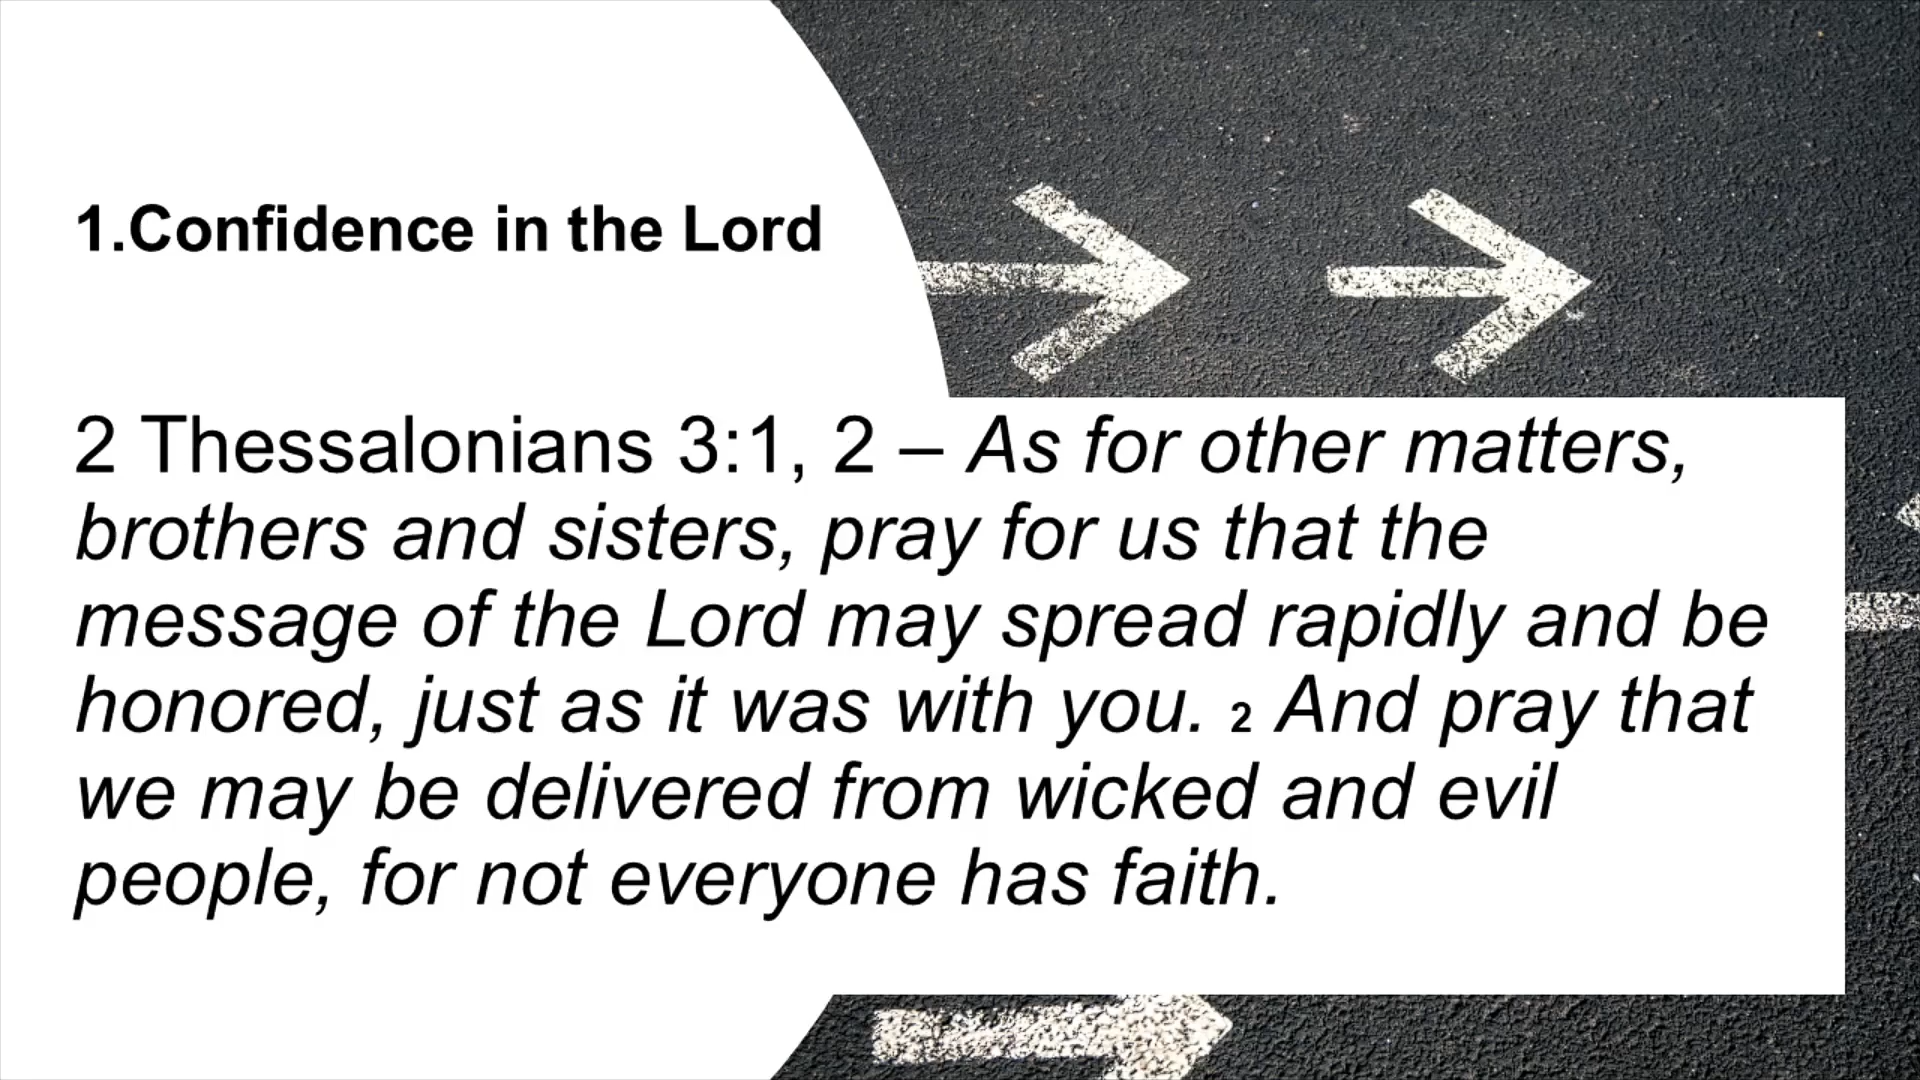 1.Confidence in the Lord
2 Thessalonians 3:1, 2 – As for other matters,
brothers and sisters, pray for us that the
message of the Lord may spread rapidly and be
honored, just as it was with you. 2 And pray that
we may be delivered from wicked and evil
people, for not everyone has faith.